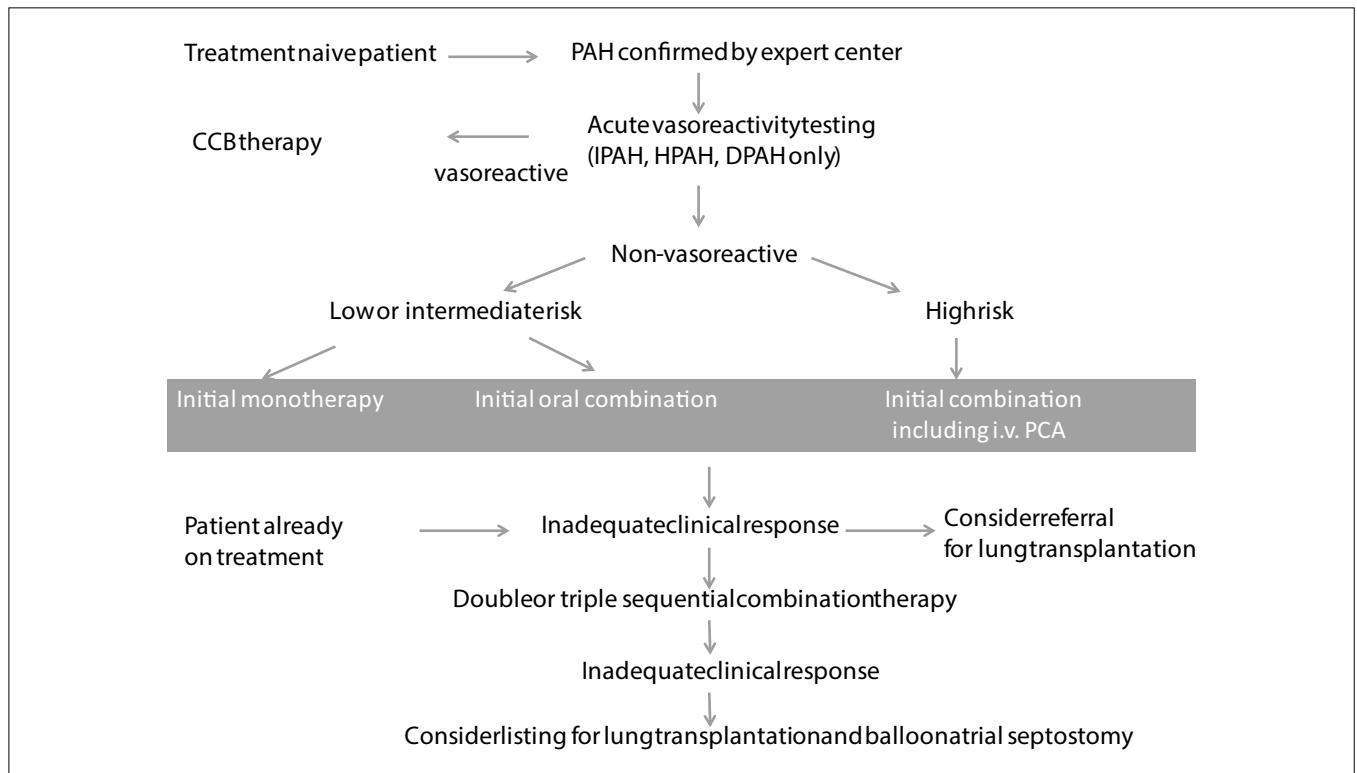 Treatment naive patient
PAH confirmed by expert center
Acute vasoreactivity testing
(IPAH, HPAH, DPAH only)
CCB therapy
vasoreactive
Non-vasoreactive
Low or intermediate risk
High risk
Initial monotherapy
Initial oral combination
Initial combination
including i.v. PCA
Patient already
on treatment
Inadequate clinical response
Consider referral
for lung transplantation
Double or triple sequential combination therapy
Inadequate clinical response
Consider listing for lung transplantation and balloon atrial septostomy